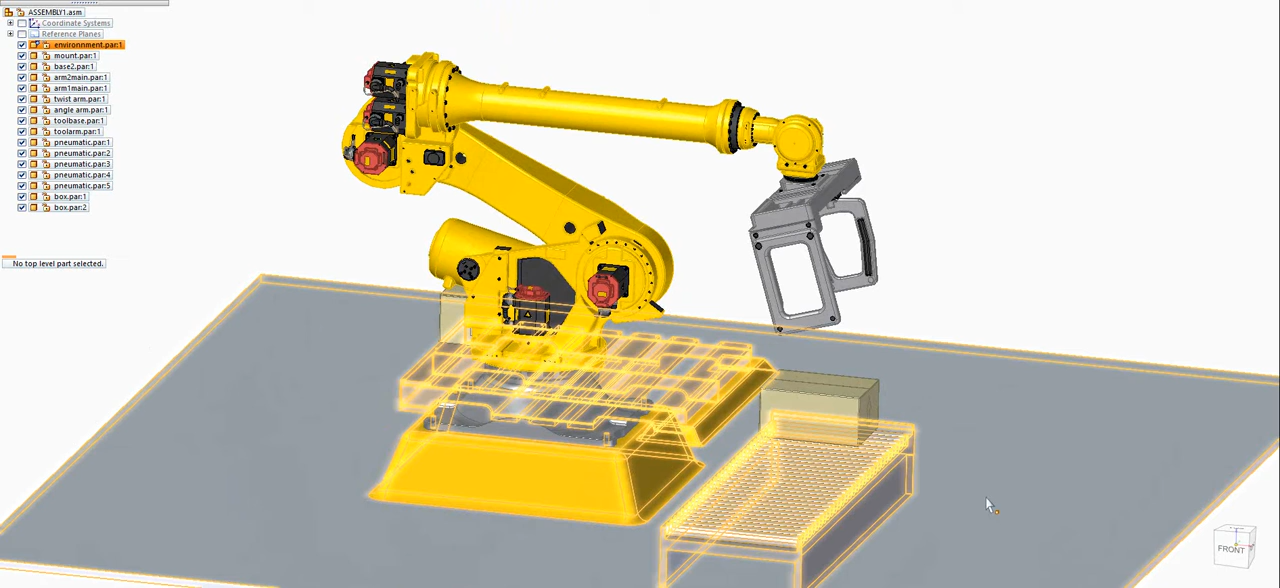 ASSEMBLY1.asm
Coordinate Systems
Reference Planes
environnment.par:1
mount.par:1
base2.par:1
arm2main.par:1
arm1main.par:1
twist arm.par:1
angle arm.par:1
toolbase.par:1
toolarm.par:1
pneumatic.par:1
pneumatic.par:2
pneumatic.par:3
pneumatic.par:4
pneumatic.par:5
box.par:1
box.par:2
No top level part selected.
FRONT